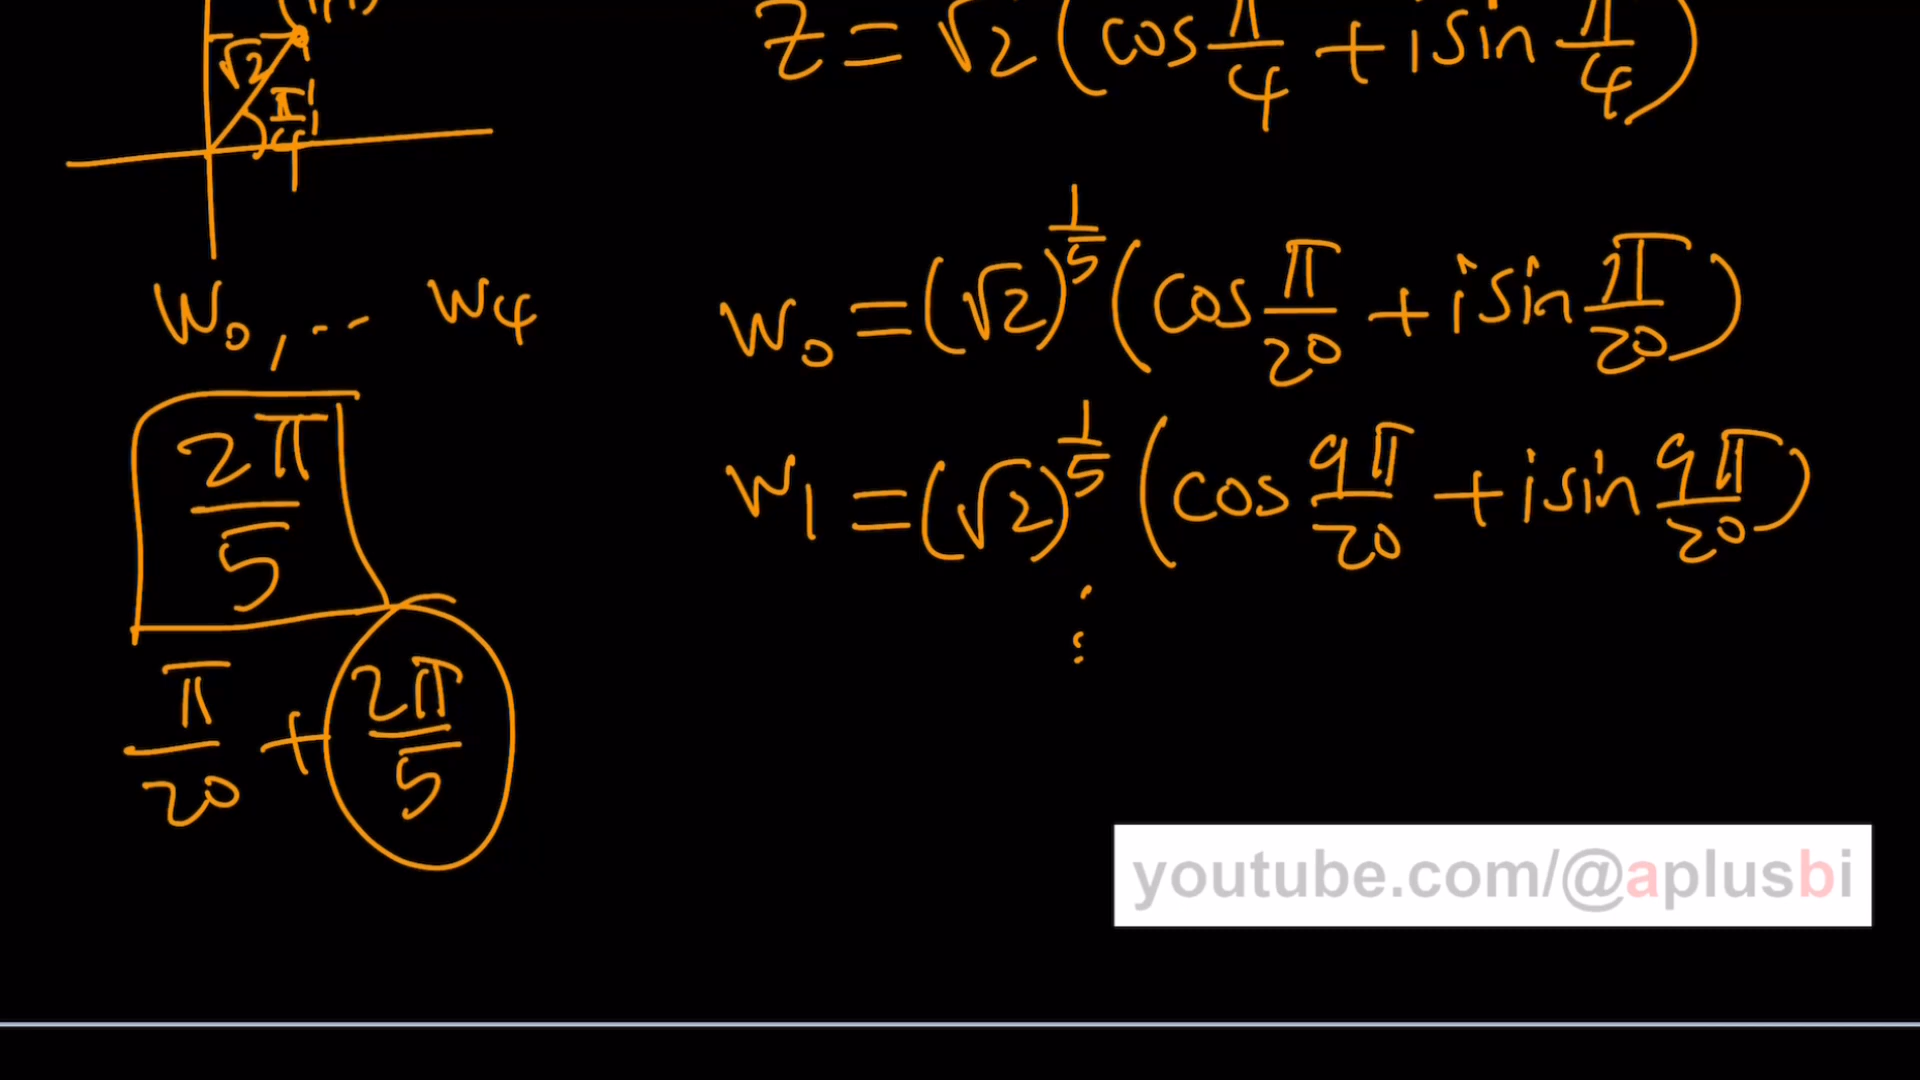 z = √2 (cos π/4 + i sin π/4)
√2
π/4
w₀, ... w₄
w₀ = (√2)^(1/5) (cos π/20 + i sin π/20)
2π/5
w₁ = (√2)^(1/5) (cos 9π/20 + i sin 9π/20)
⋮
π/20 + 2π/5
youtube.com/@aplusbi